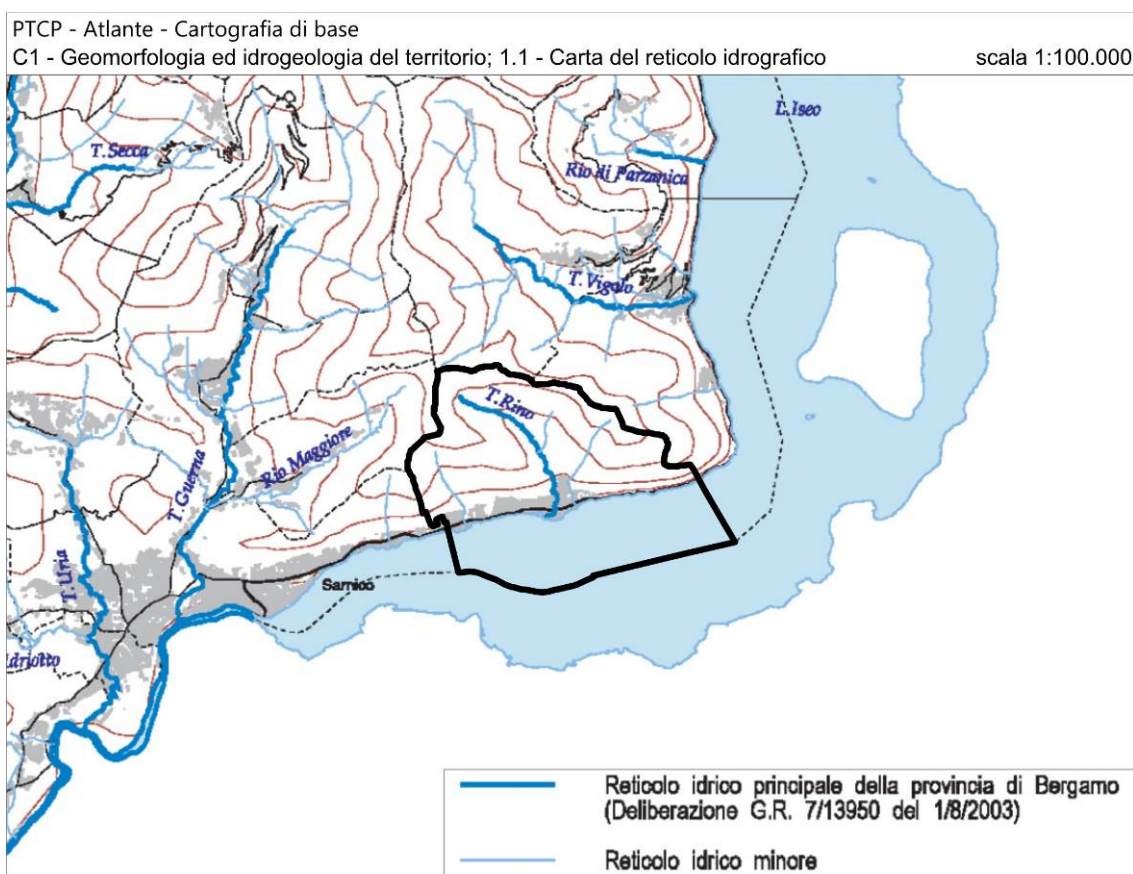 PTCP - Atlante - Cartografia di base
C1 - Geomorfologia ed idrogeologia del territorio; 1.1 - Carta del reticolo idrografico scala 1:100.000
L.Iseo
T.Secca
Rio di Parzanica
T.Vigolo
T.Rino
Rio Maggiore
T.Guerna
T.Uria
Sarnico
Adriotto
Reticolo idrico principale della provincia di Bergamo
(Deliberazione G.R. 7/13950 del 1/8/2003)
Reticolo idrico minore